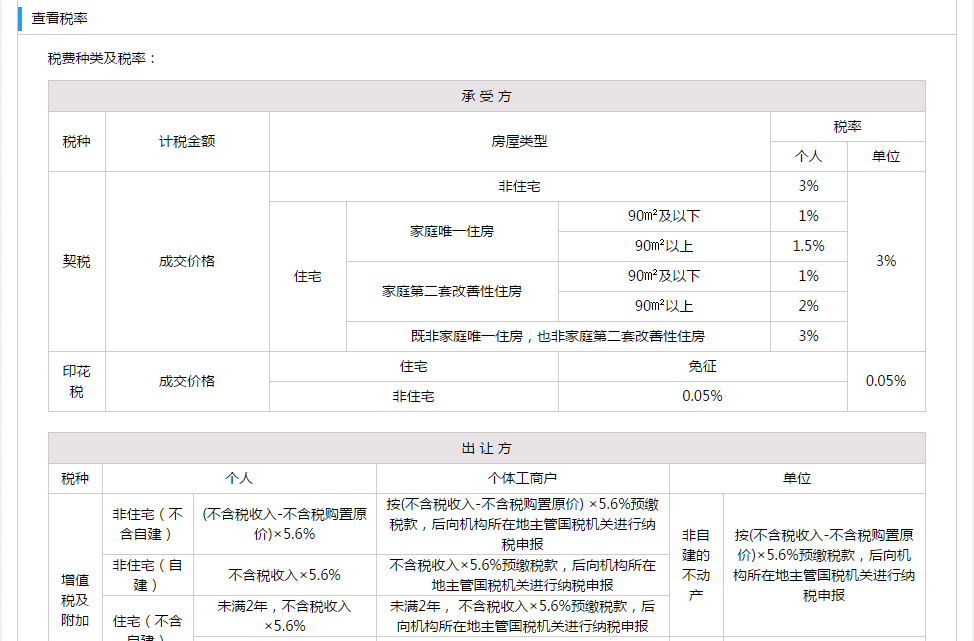 查看税率
税费种类及税率：
承 受 方
税种
计税金额
房屋类型
税率
个人
单位
契税
成交价格
非住宅
3%
3%
住宅
家庭唯一住房
90㎡及以下
1%
90㎡以上
1.5%
家庭第二套改善性住房
90㎡及以下
1%
90㎡以上
2%
既非家庭唯一住房，也非家庭第二套改善性住房
3%
印花
税
成交价格
住宅
免征
0.05%
非住宅
0.05%
出 让 方
税种
个人
个体工商户
单位
增值
税及
附加
非住宅（不
含自建）
(不含税收入-不含税购置原
价)×5.6%
按(不含税收入-不含税购置原价) ×5.6%预缴
税款，后向机构所在地主管国税机关进行纳
税申报
非自
建的
不动
产
按(不含税收入-不含税购置原
价)×5.6%预缴税款，后向机
构所在地主管国税机关进行纳
税申报
非住宅（自
建）
不含税收入×5.6%
不含税收入×5.6%预缴税款，后向机构所在
地主管国税机关进行纳税申报
住宅（不含
自建）
未满2年，不含税收入
×5.6%
未满2年， 不含税收入×5.6%预缴税款，后
向机构所在地主管国税机关进行纳税申报